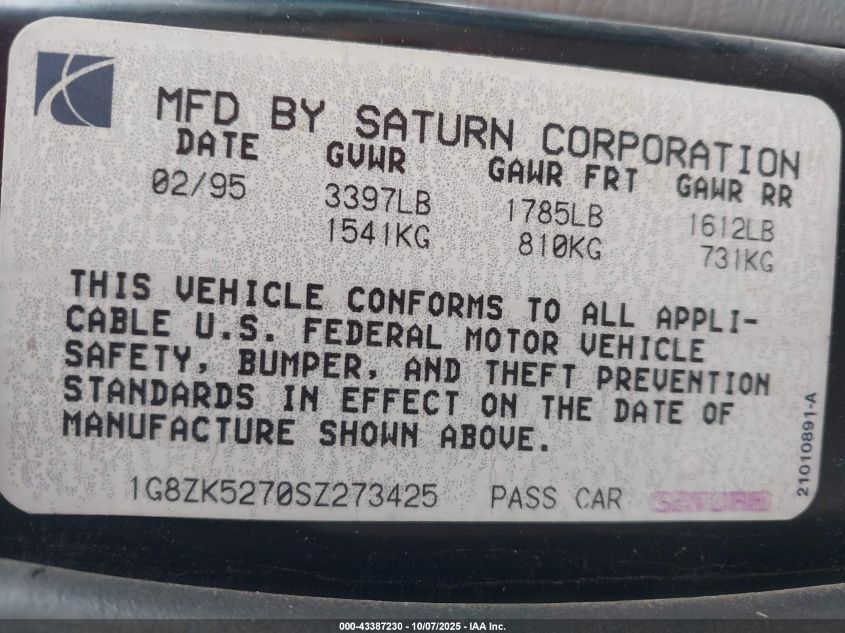 MFD BY SATURN CORPORATION
DATE GVWR GAWR FRT GAWR RR
02/95 3397LB 1785LB 1612LB
1541KG 810KG 731KG
THIS VEHICLE CONFORMS TO ALL APPLI-
CABLE U.S. FEDERAL MOTOR VEHICLE
SAFETY, BUMPER, AND THEFT PREVENTION
STANDARDS IN EFFECT ON THE DATE OF
MANUFACTURE SHOWN ABOVE.
1G8ZK5270SZ273425 PASS CAR
21010891-A
000-43387230 - 10/07/2025 - IAA Inc.